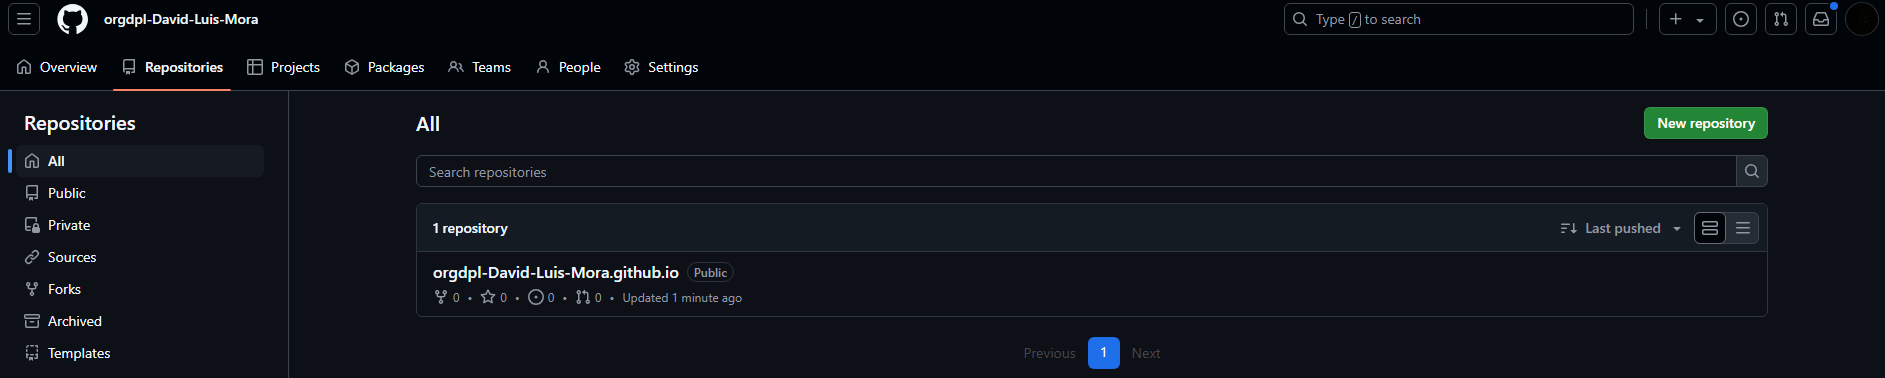 orgdpl-David-Luis-Mora
Type / to search
Overview Repositories Projects Packages Teams People Settings
Repositories
All
Public
Private
Sources
Forks
Archived
Templates
All
New repository
Search repositories
1 repository
Last pushed
orgdpl-David-Luis-Mora.github.io Public
0 • 0 • 0 • 0 • Updated 1 minute ago
Previous 1 Next